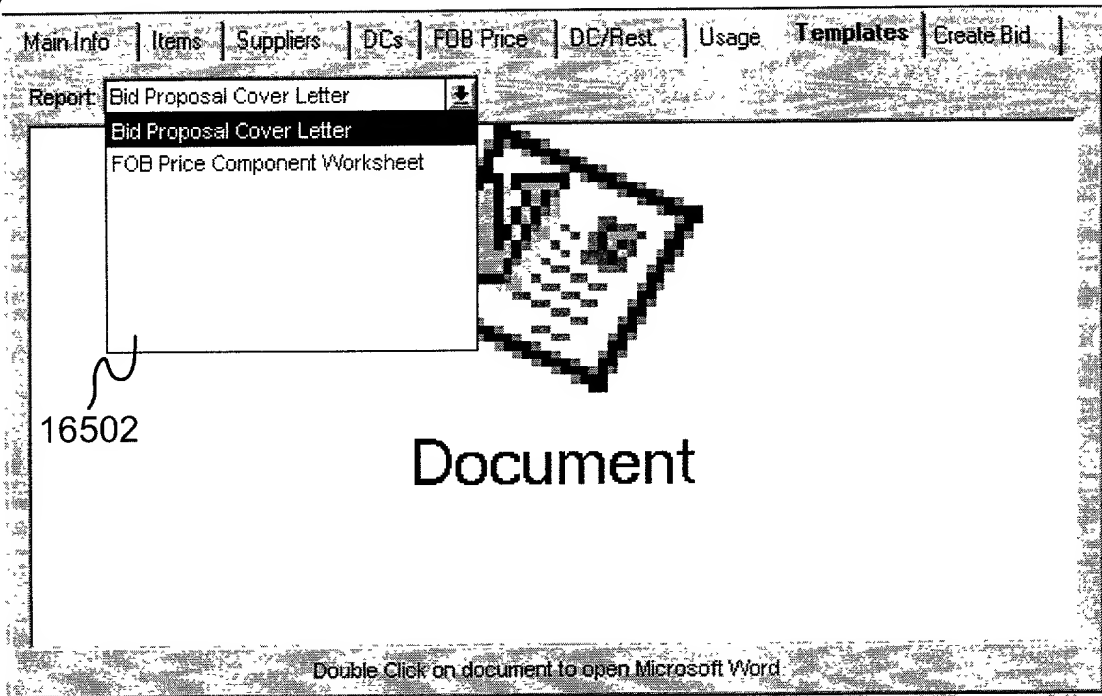 Main Info Items Suppliers DCs FOB Price DC/Rest. Usage Templates Create Bid
Report: Bid Proposal Cover Letter
Bid Proposal Cover Letter
FOB Price Component Worksheet
16502
Document
Double Click on document to open Microsoft Word